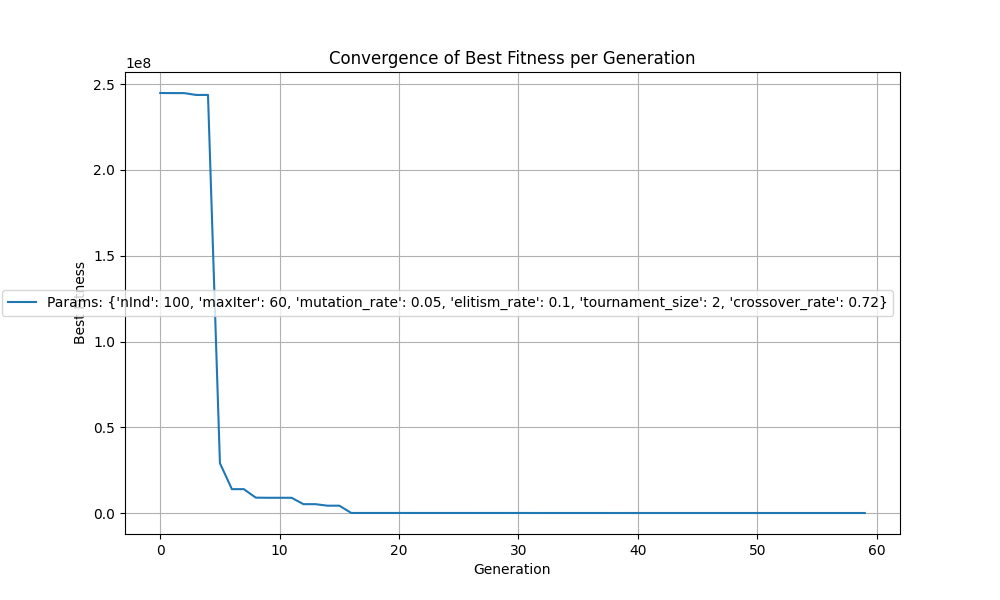 Convergence of Best Fitness per Generation
1e8
2.5
2.0
1.5
1.0
0.5
0.0
Best
ness
Params: {'nInd': 100, 'maxIter': 60, 'mutation_rate': 0.05, 'elitism_rate': 0.1, 'tournament_size': 2, 'crossover_rate': 0.72}
0 10 20 30 40 50 60
Generation